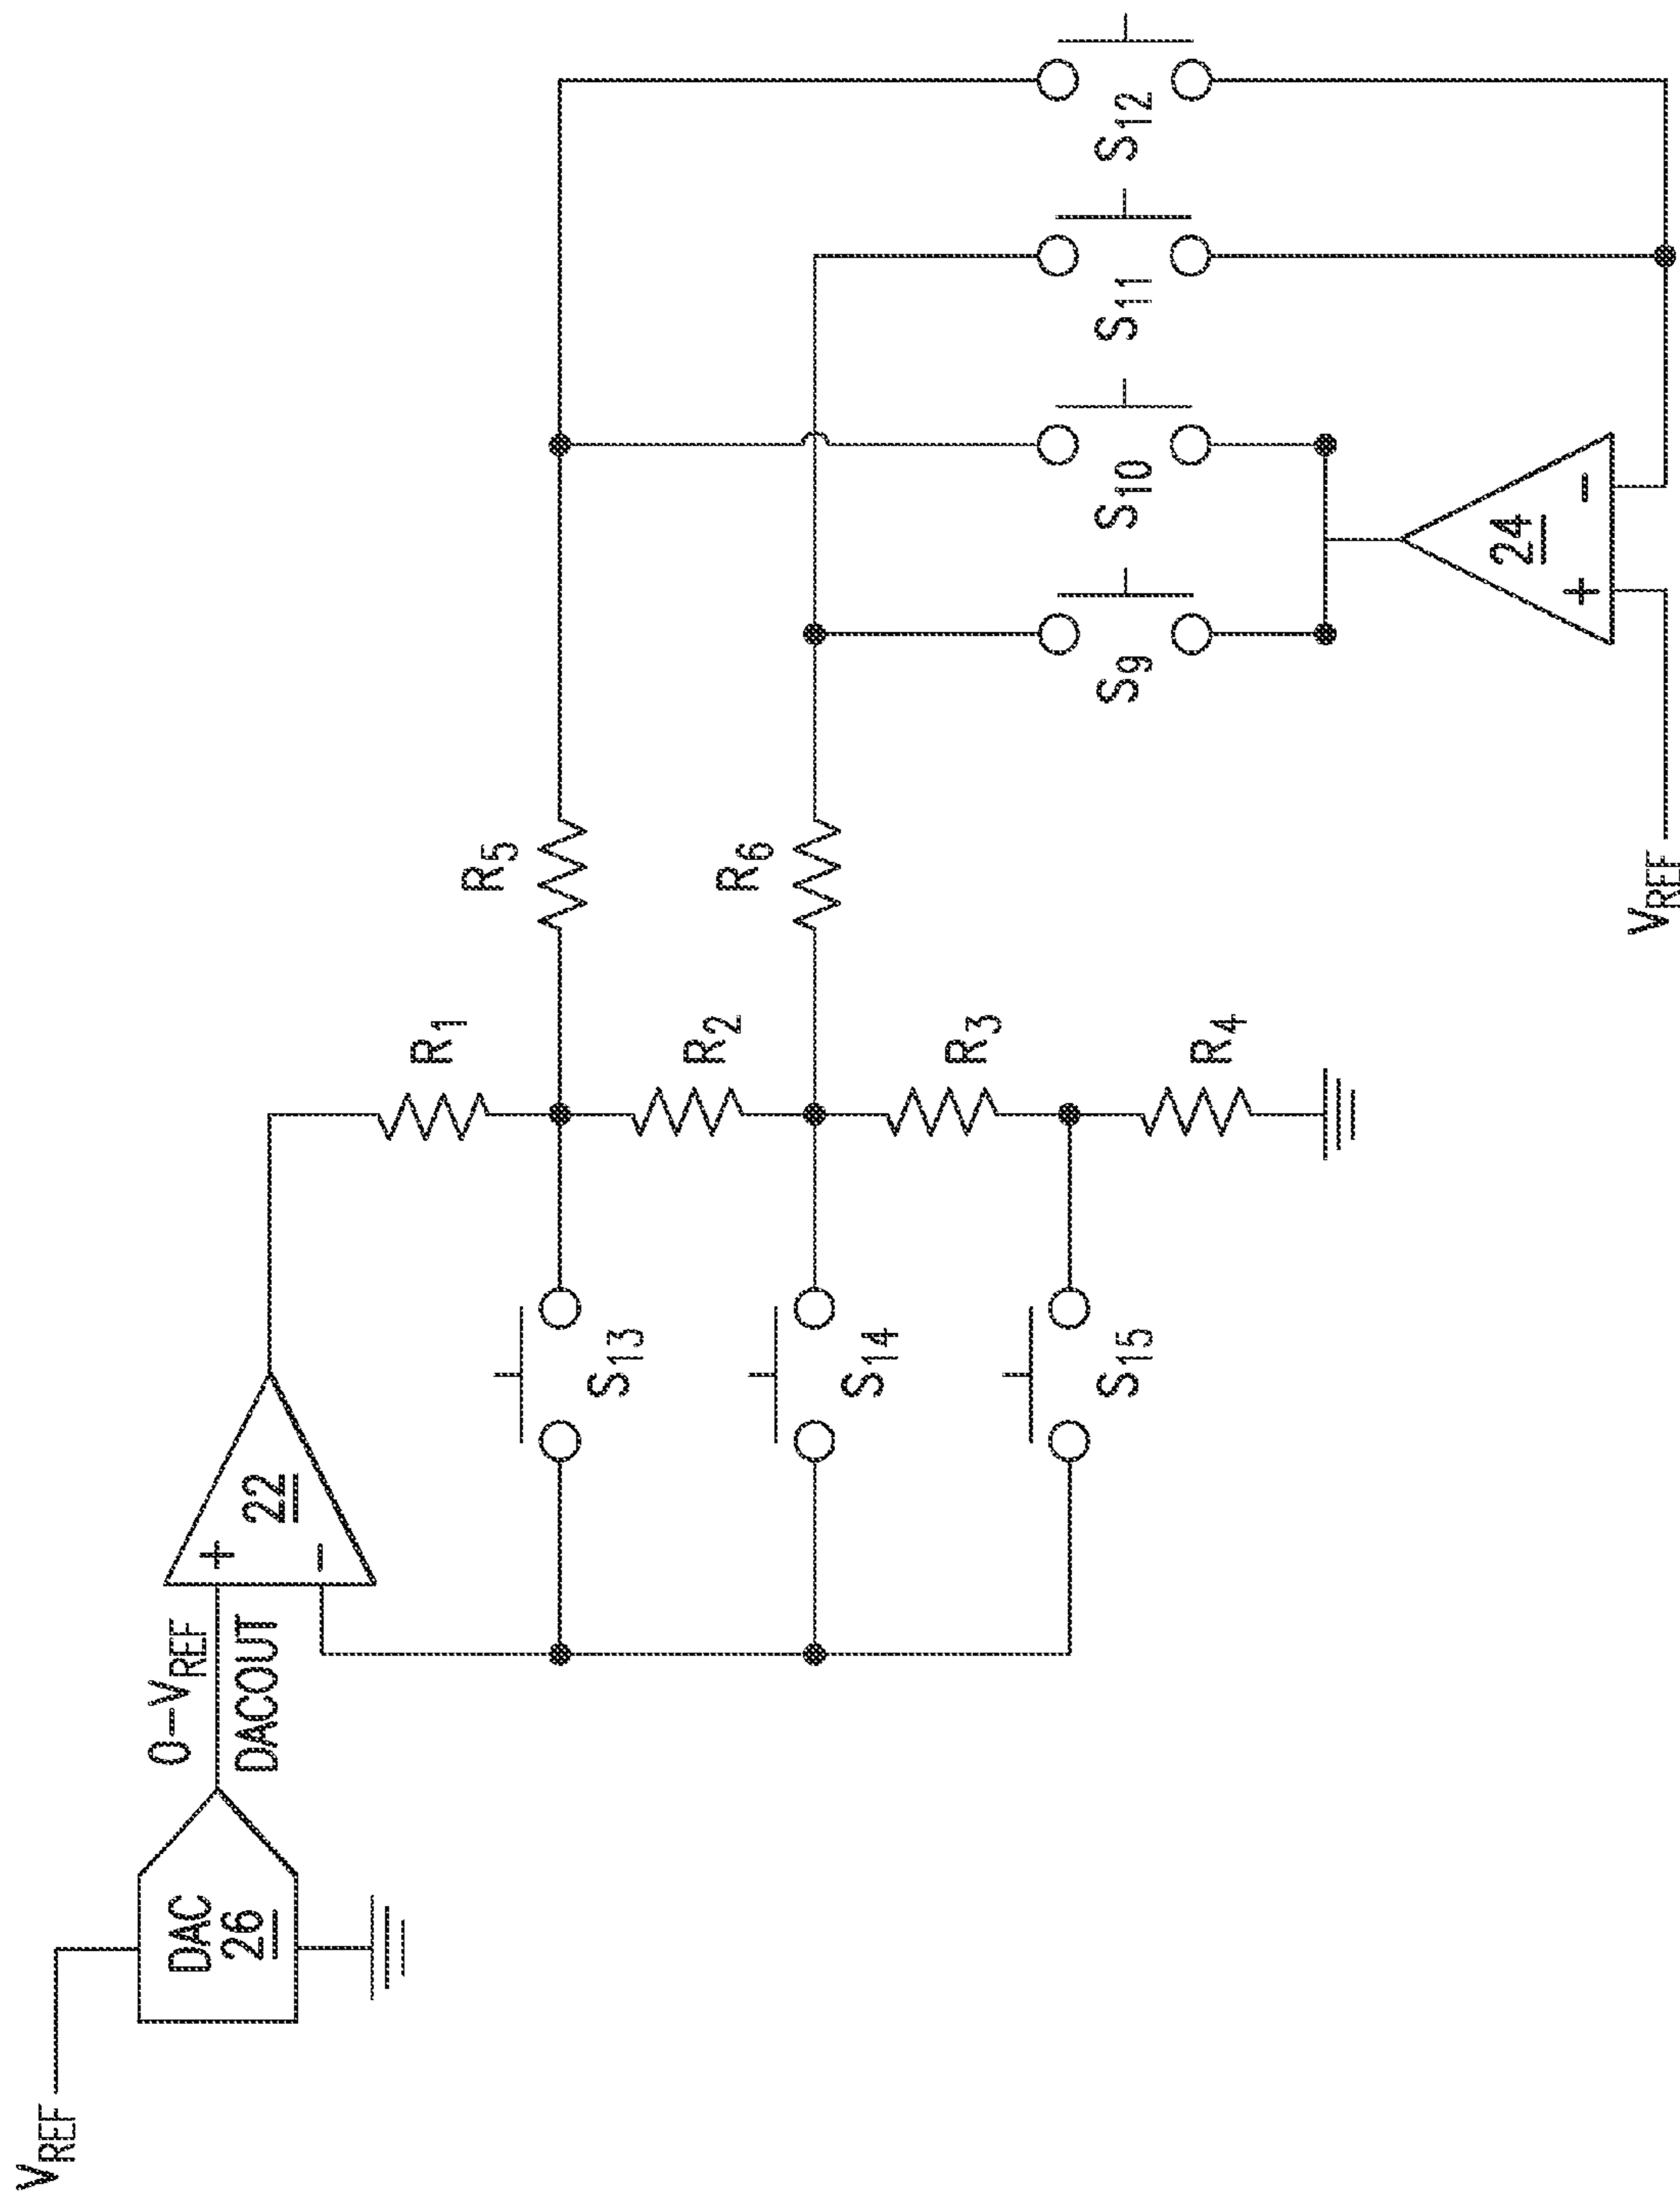 VREF
DAC
26
0-VREF
DACOUT
+
-
22
R1
R2
R3
R4
R5
R6
S13
S14
S15
S9
S10
S11
S12
+
-
24
VREF